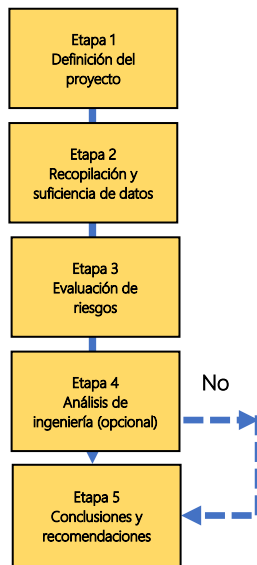 Etapa 1
Definición del
proyecto
Etapa 2
Recopilación y
suficiencia de datos
Etapa 3
Evaluación de
riesgos
Etapa 4
Análisis de
ingeniería (opcional)
No
Etapa 5
Conclusiones y
recomendaciones